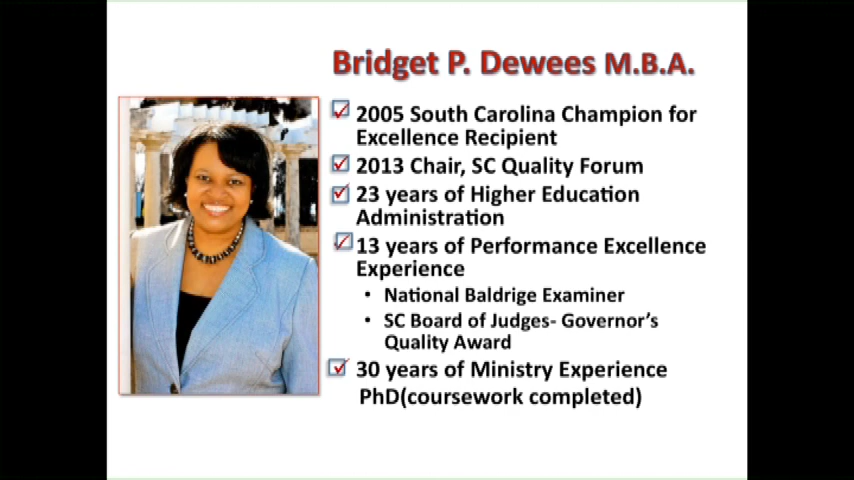 Bridget P. Dewees M.B.A.
2005 South Carolina Champion for
Excellence Recipient
2013 Chair, SC Quality Forum
23 years of Higher Education
Administration
13 years of Performance Excellence
Experience
• National Baldrige Examiner
• SC Board of Judges- Governor's
Quality Award
30 years of Ministry Experience
PhD(coursework completed)